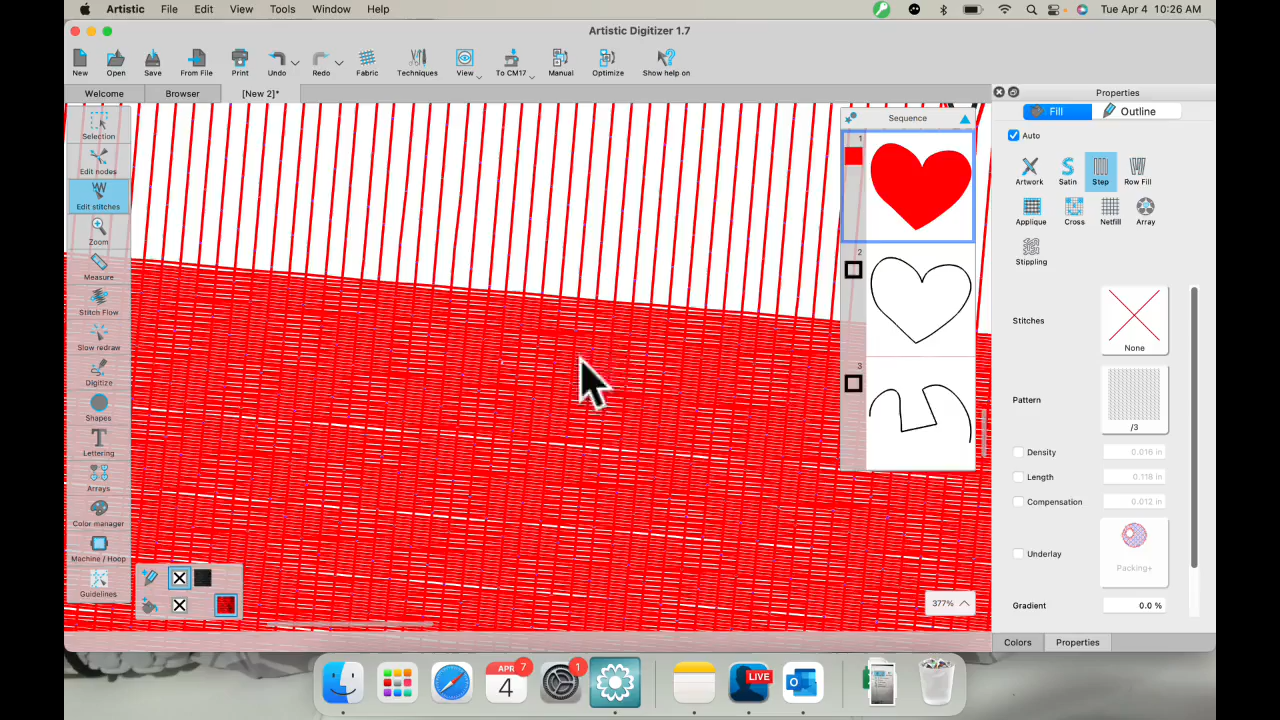 Artistic File Edit View Tools Window Help Tue Apr 4 10:26 AM
Artistic Digitizer 1.7
New Open Save From File Print Undo Redo Fabric Techniques View To CM17 Manual Optimize Show help on
Welcome Browser [New 2]*
Properties
Fill Outline
Auto
Artwork Satin Step Row Fill
Applique Cross Netfill Array
Stippling
Stitches
None
Pattern
/3
Density 0.016 in
Length 0.118 in
Compensation 0.012 in
Underlay
Packing+
Gradient 0.0 %
Colors Properties
Sequence
1
2
3
Selection
Edit nodes
Edit stitches
Zoom
Measure
Stitch Flow
Slow redraw
Digitize
Shapes
Lettering
Arrays
Color manager
Machine / Hoop
Guidelines
377%
APR 7
4
1
LIVE